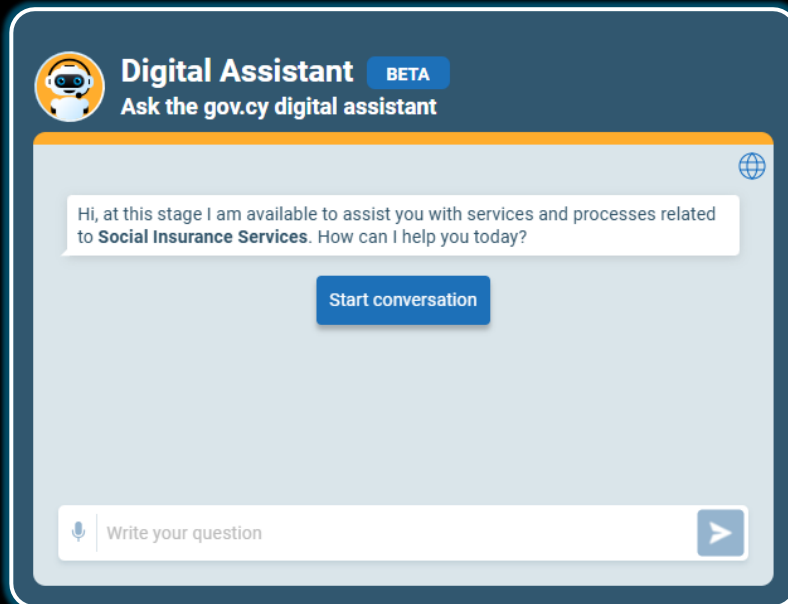 Digital Assistant BETA
Ask the gov.cy digital assistant
Hi, at this stage I am available to assist you with services and processes related
to Social Insurance Services. How can I help you today?
Start conversation
Write your question